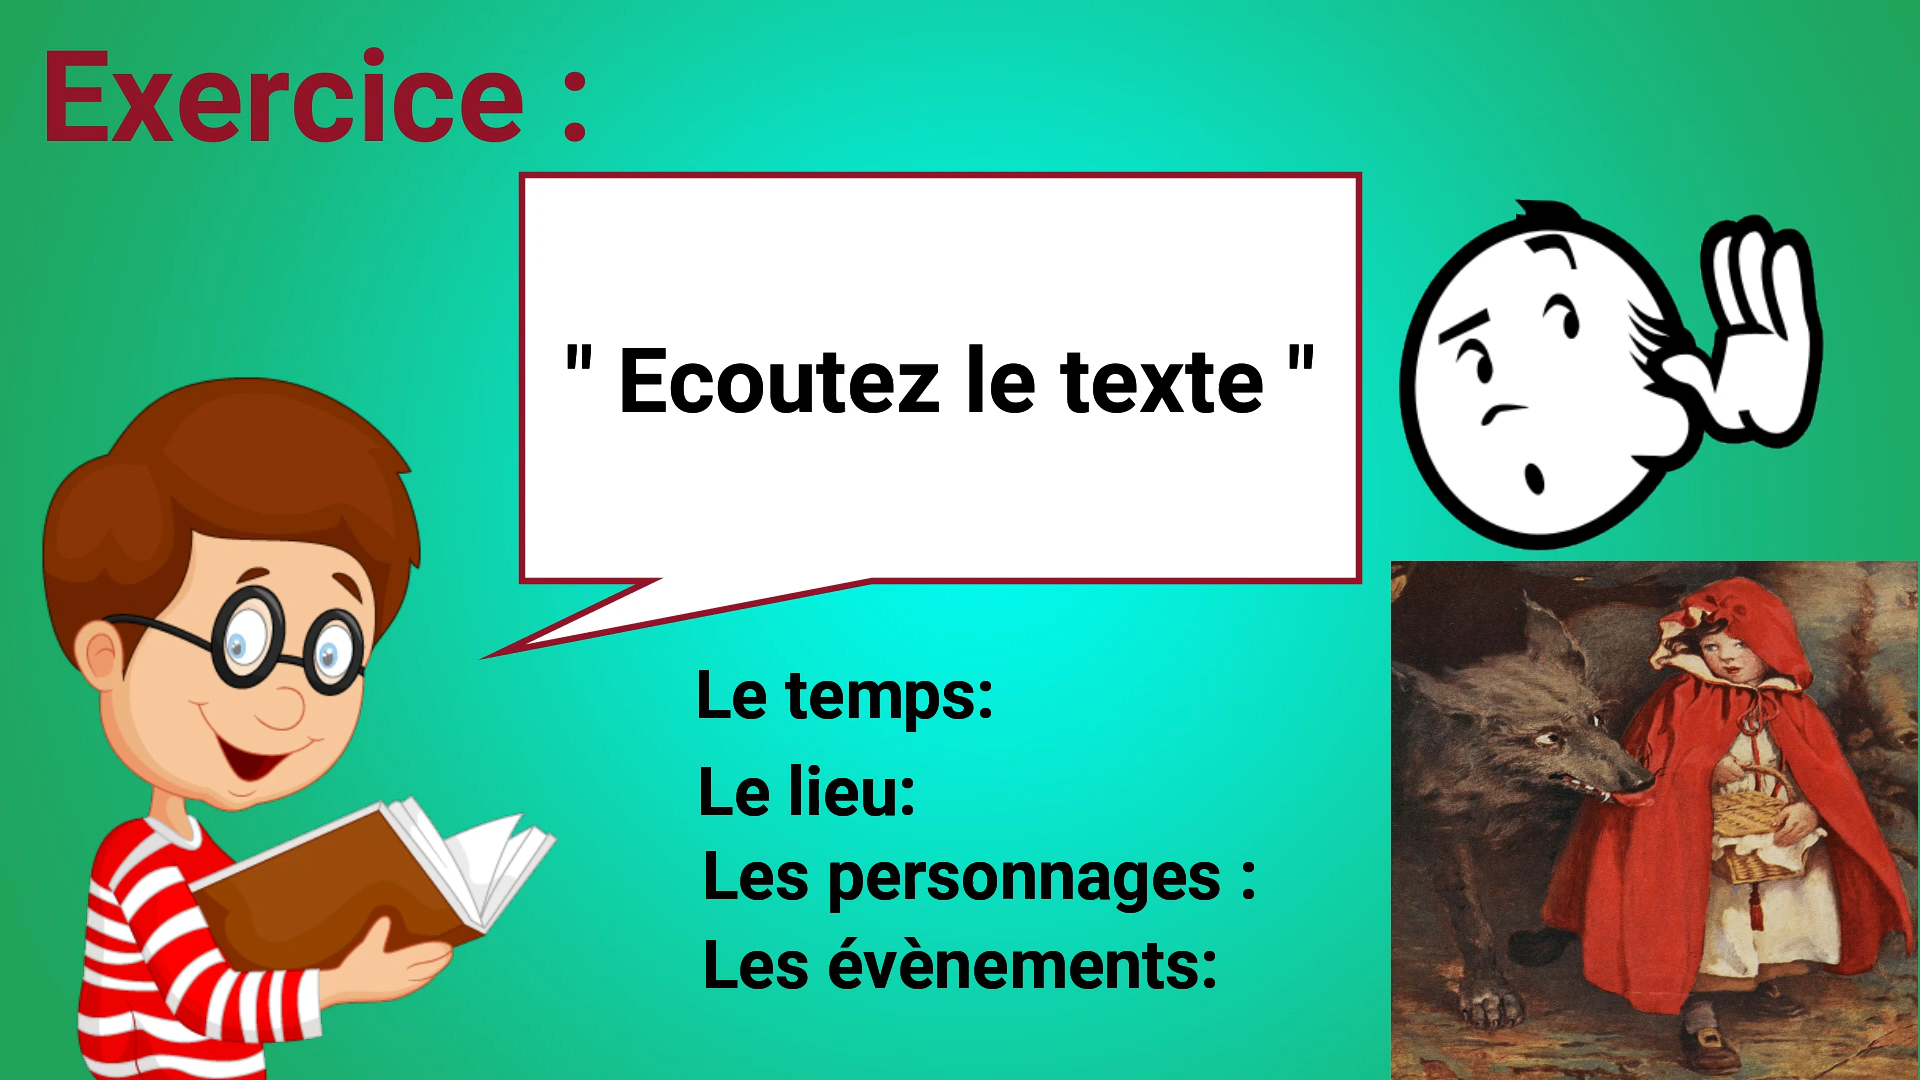 Exercice :
" Ecoutez le texte "
Le temps:
Le lieu:
Les personnages :
Les évènements: